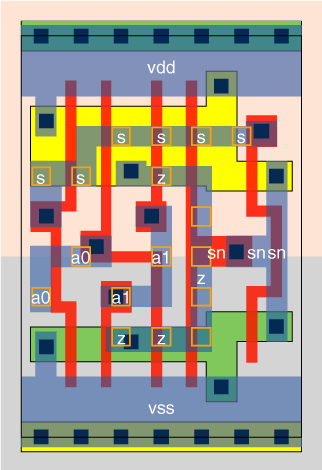 vdd
s s s s
s s z
sn sn sn
a0 a1
z
a0 a1
z z
vss